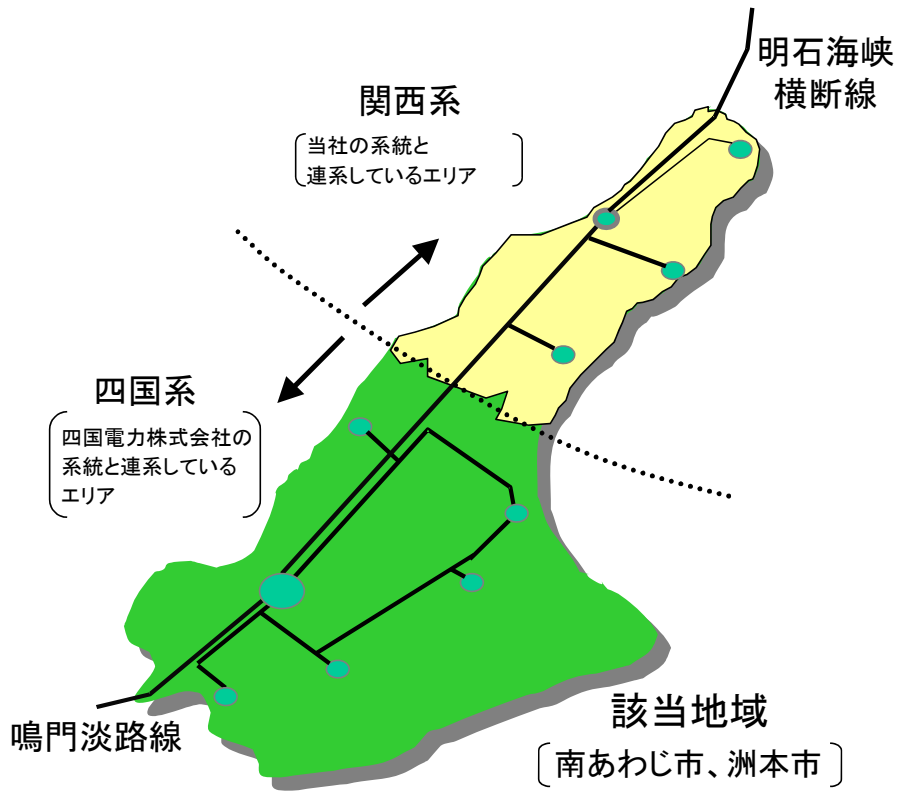 明石海峡
横断線
関西系
当社の系統と
連系しているエリア
四国系
四国電力株式会社の
系統と連系している
エリア
鳴門淡路線
該当地域
南あわじ市、洲本市